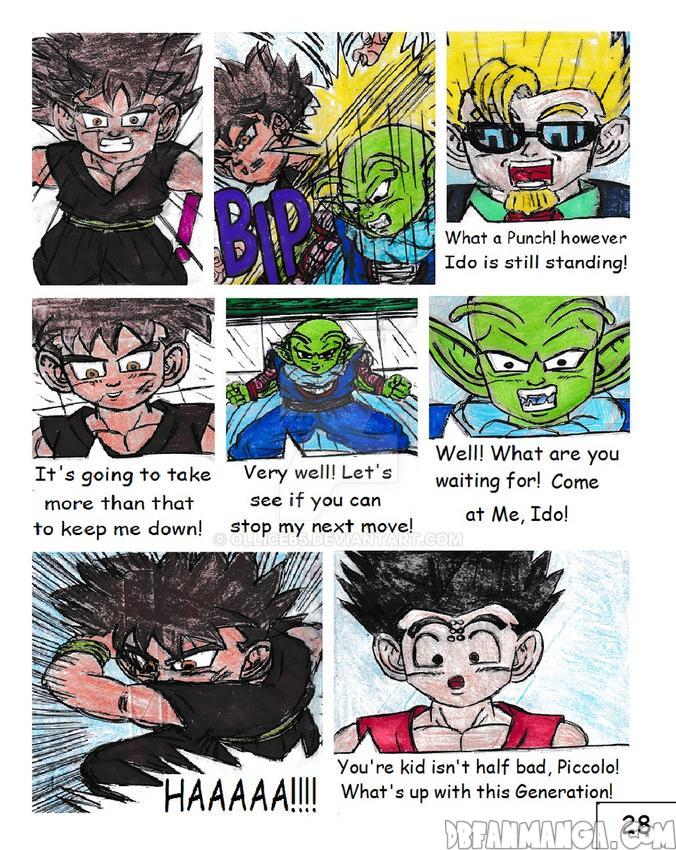 !
BIP
What a Punch! however
Ido is still standing!
It's going to take
more than that
to keep me down!
Very well! Let's
see if you can
stop my next move!
Well! What are you
waiting for! Come
at Me, Ido!
© OLLICE85.DEVIANTART.COM
HAAAAA!!!!
You're kid isn't half bad, Piccolo!
What's up with this Generation!
28
DBFANMANGA.COM